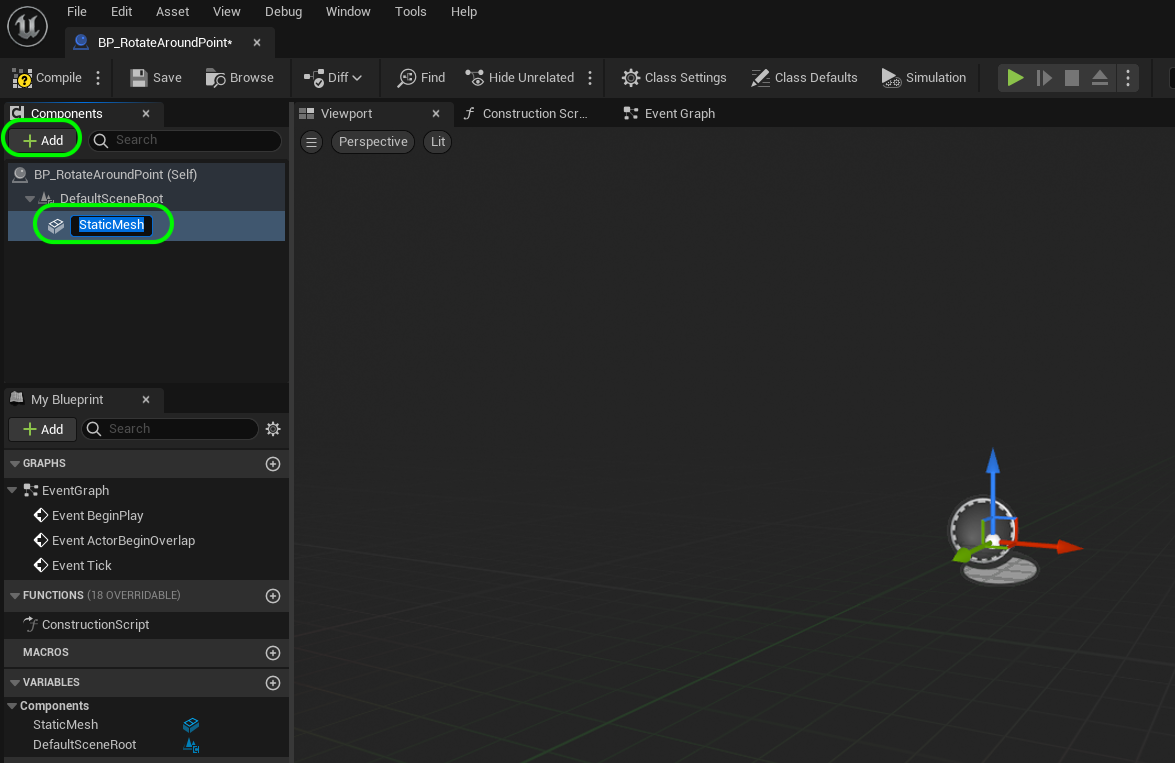 File Edit Asset View Debug Window Tools Help
BP_RotateAroundPoint*
Compile Save Browse Diff Find Hide Unrelated Class Settings Class Defaults Simulation
Components
Viewport Construction Scr... Event Graph
Add Search
Perspective Lit
BP_RotateAroundPoint (Self)
DefaultSceneRoot
StaticMesh
My Blueprint
Add Search
GRAPHS
EventGraph
Event BeginPlay
Event ActorBeginOverlap
Event Tick
FUNCTIONS (18 OVERRIDABLE)
ConstructionScript
MACROS
VARIABLES
Components
StaticMesh
DefaultSceneRoot